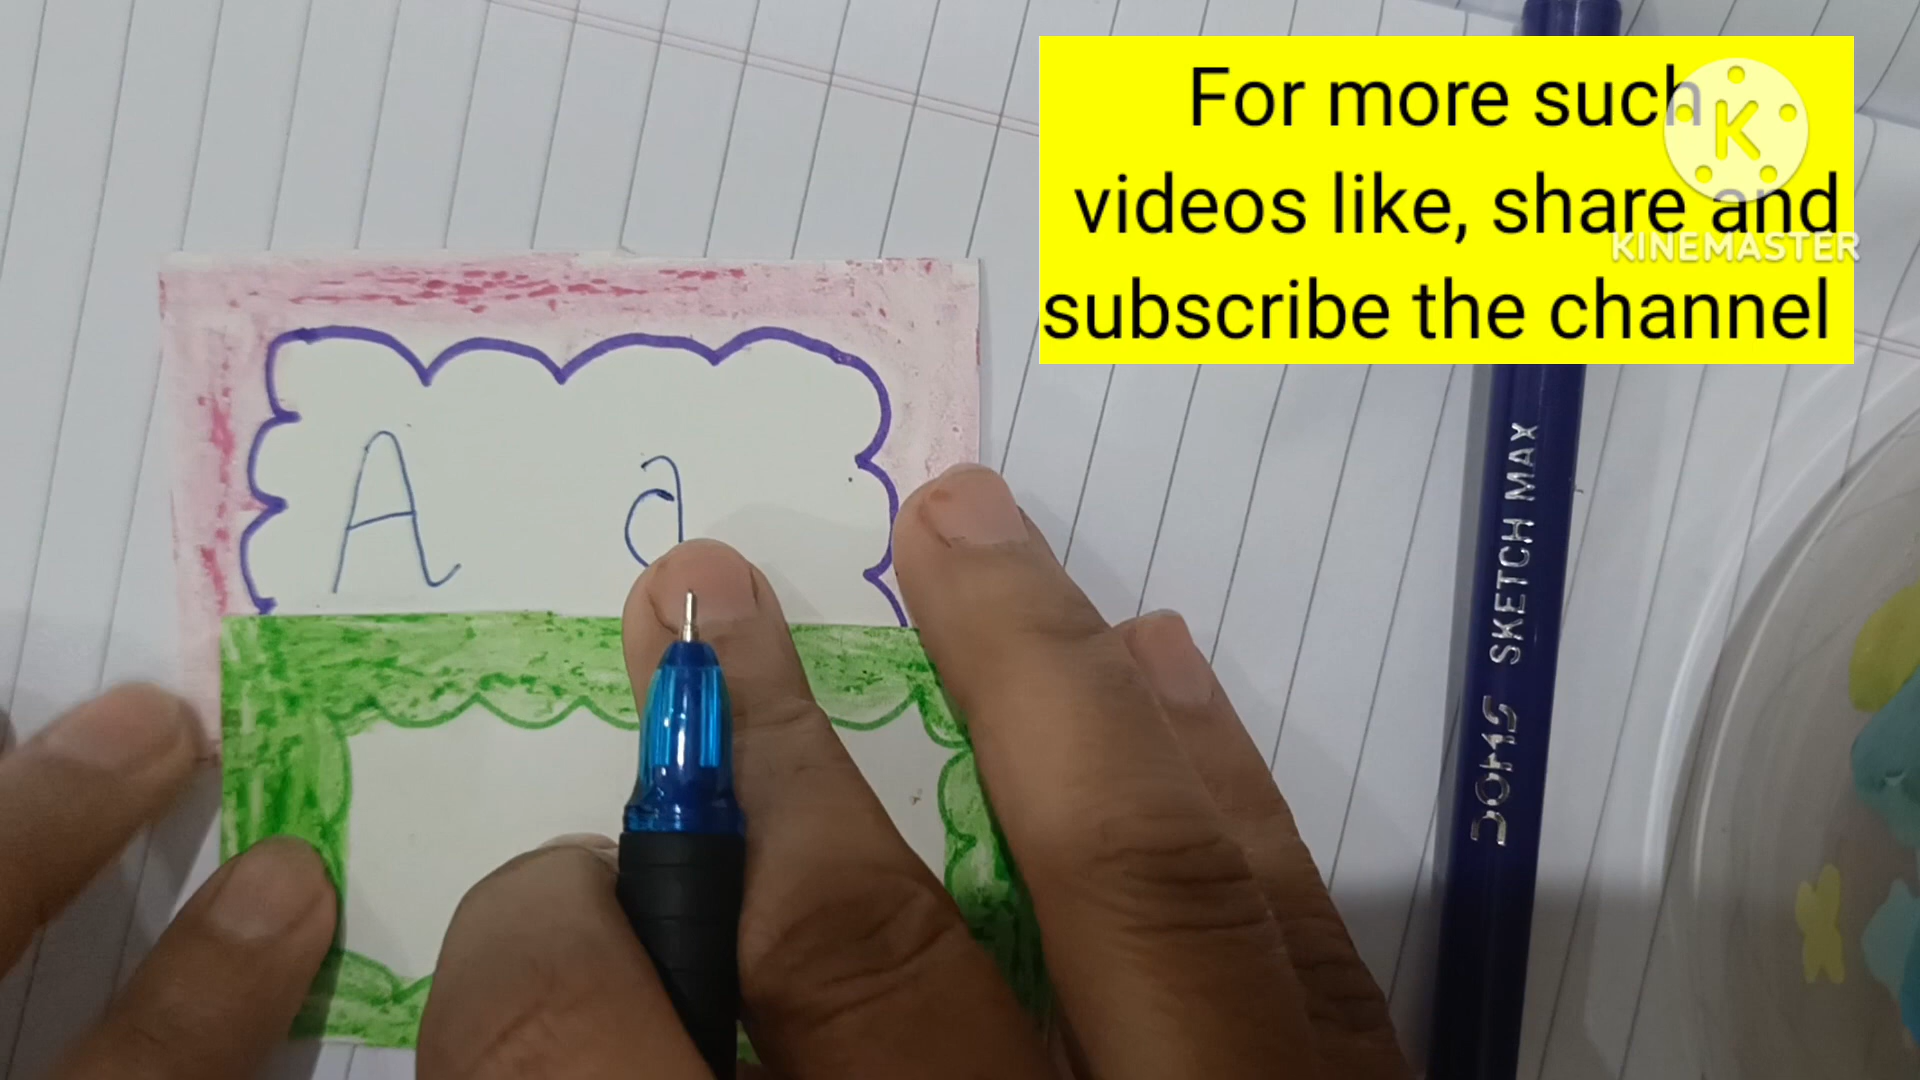 For more such
videos like, share and
subscribe the channel
K
KINEMASTER
A a
DOMS SKETCH MAX